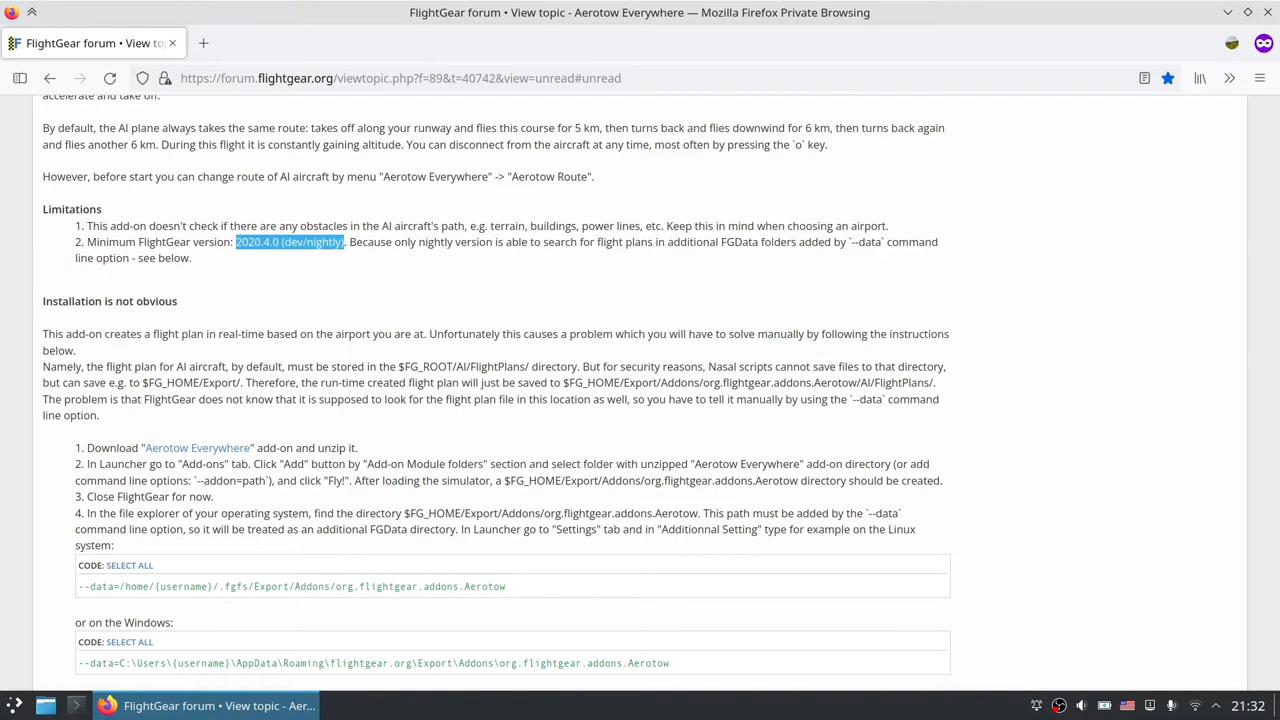 FlightGear forum • View topic - Aerotow Everywhere — Mozilla Firefox Private Browsing
FlightGear forum • View to
https://forum.flightgear.org/viewtopic.php?f=89&t=40742&view=unread#unread
accelerate and take off.
By default, the AI plane always takes the same route: takes off along your runway and flies this course for 5 km, then turns back and flies downwind for 6 km, then turns back again
and flies another 6 km. During this flight it is constantly gaining altitude. You can disconnect from the aircraft at any time, most often by pressing the `o` key.
However, before start you can change route of AI aircraft by menu "Aerotow Everywhere" -> "Aerotow Route".
Limitations
1. This add-on doesn't check if there are any obstacles in the AI aircraft's path, e.g. terrain, buildings, power lines, etc. Keep this in mind when choosing an airport.
2. Minimum FlightGear version: 2020.4.0 (dev/nightly). Because only nightly version is able to search for flight plans in additional FGData folders added by `--data` command
line option - see below.
Installation is not obvious
This add-on creates a flight plan in real-time based on the airport you are at. Unfortunately this causes a problem which you will have to solve manually by following the instructions
below.
Namely, the flight plan for AI aircraft, by default, must be stored in the $FG_ROOT/AI/FlightPlans/ directory. But for security reasons, Nasal scripts cannot save files to that directory,
but can save e.g. to $FG_HOME/Export/. Therefore, the run-time created flight plan will just be saved to $FG_HOME/Export/Addons/org.flightgear.addons.Aerotow/AI/FlightPlans/.
The problem is that FlightGear does not know that it is supposed to look for the flight plan file in this location as well, so you have to tell it manually by using the `--data` command
line option.
1. Download "Aerotow Everywhere" add-on and unzip it.
2. In Launcher go to "Add-ons" tab. Click "Add" button by "Add-on Module folders" section and select folder with unzipped "Aerotow Everywhere" add-on directory (or add
command line options: `--addon=path`), and click "Fly!". After loading the simulator, a $FG_HOME/Export/Addons/org.flightgear.addons.Aerotow directory should be created.
3. Close FlightGear for now.
4. In the file explorer of your operating system, find the directory $FG_HOME/Export/Addons/org.flightgear.addons.Aerotow. This path must be added by the `--data`
command line option, so it will be treated as an additional FGData directory. In Launcher go to "Settings" tab and in "Additionnal Setting" type for example on the Linux
system:
CODE: SELECT ALL
--data=/home/{username}/.fgfs/Export/Addons/org.flightgear.addons.Aerotow
or on the Windows:
CODE: SELECT ALL
--data=C:\Users\{username}\AppData\Roaming\flightgear.org\Export\Addons\org.flightgear.addons.Aerotow
FlightGear forum • View topic - Aer...
21:32